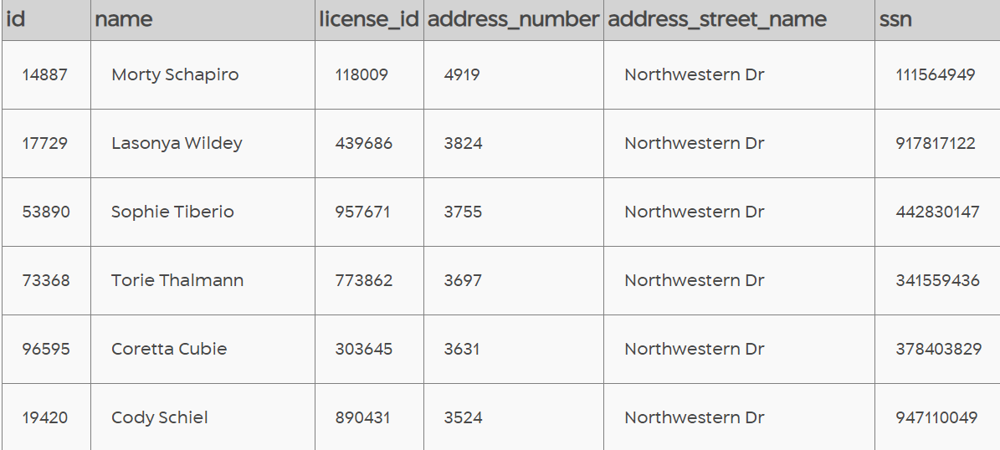 id name license_id address_number address_street_name ssn
14887 Morty Schapiro 118009 4919 Northwestern Dr 111564949
17729 Lasonya Wildey 439686 3824 Northwestern Dr 917817122
53890 Sophie Tiberio 957671 3755 Northwestern Dr 442830147
73368 Torie Thalmann 773862 3697 Northwestern Dr 341559436
96595 Coretta Cubie 303645 3631 Northwestern Dr 378403829
19420 Cody Schiel 890431 3524 Northwestern Dr 947110049